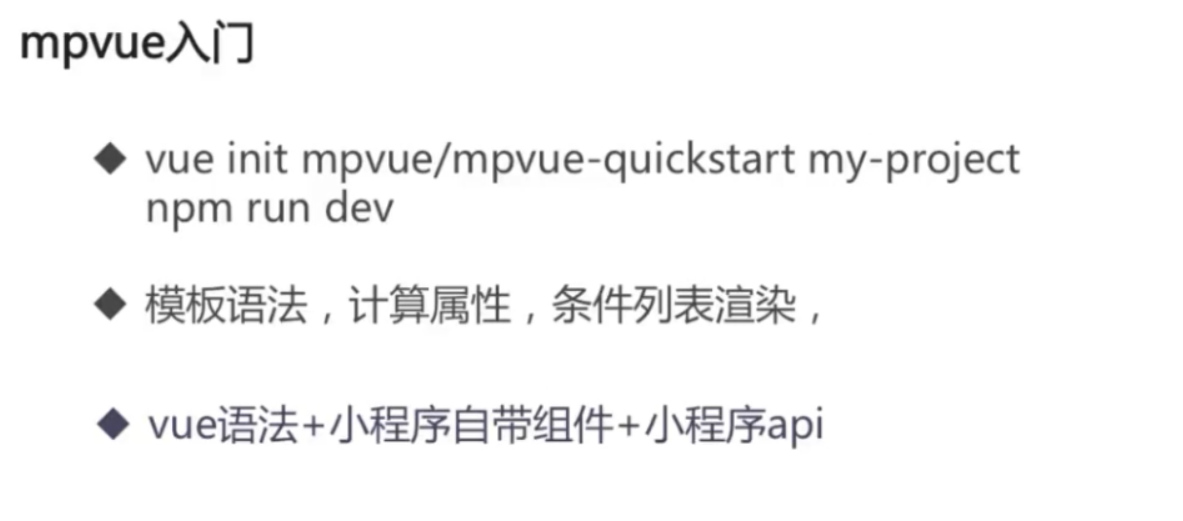 mpvue入门
◆ vue init mpvue/mpvue-quickstart my-project
npm run dev
◆ 模板语法，计算属性，条件列表渲染，
◆ vue语法+小程序自带组件+小程序api